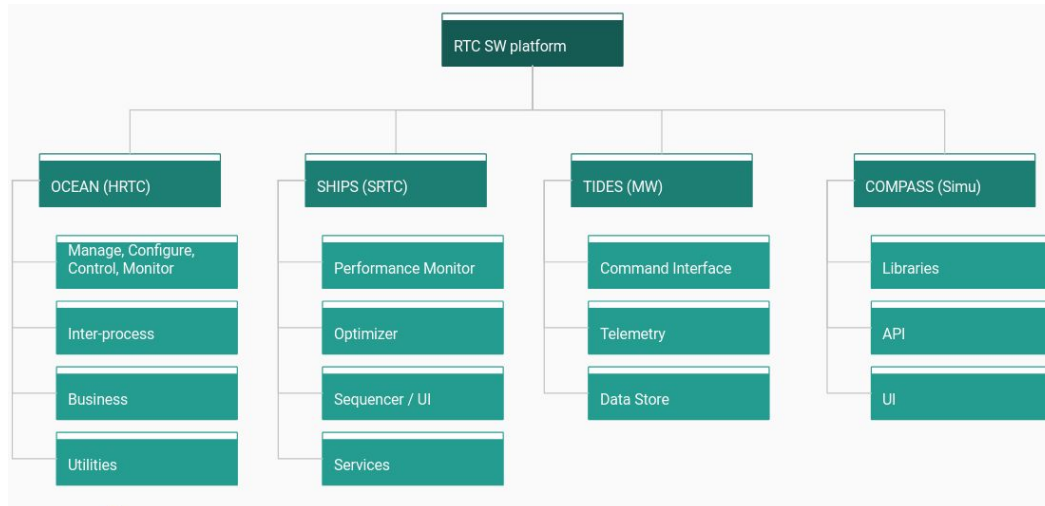 RTC SW platform
OCEAN (HRTC)
Manage, Configure,
Control, Monitor
Inter-process
Business
Utilities
SHIPS (SRTC)
Performance Monitor
Optimizer
Sequencer / UI
Services
TIDES (MW)
Command Interface
Telemetry
Data Store
COMPASS (Simu)
Libraries
API
UI